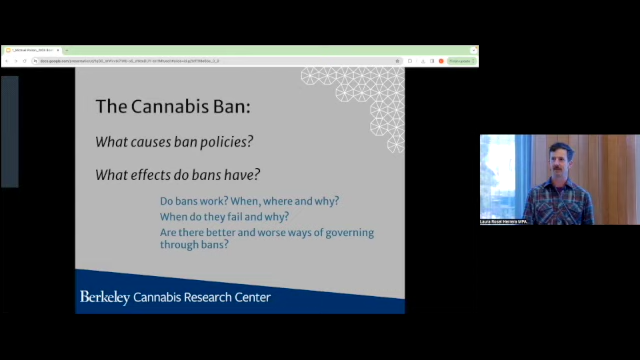 The Cannabis Ban:
What causes ban policies?
What effects do bans have?
Do bans work? When, where and why?
When do they fail and why?
Are there better and worse ways of governing
through bans?
Berkeley Cannabis Research Center